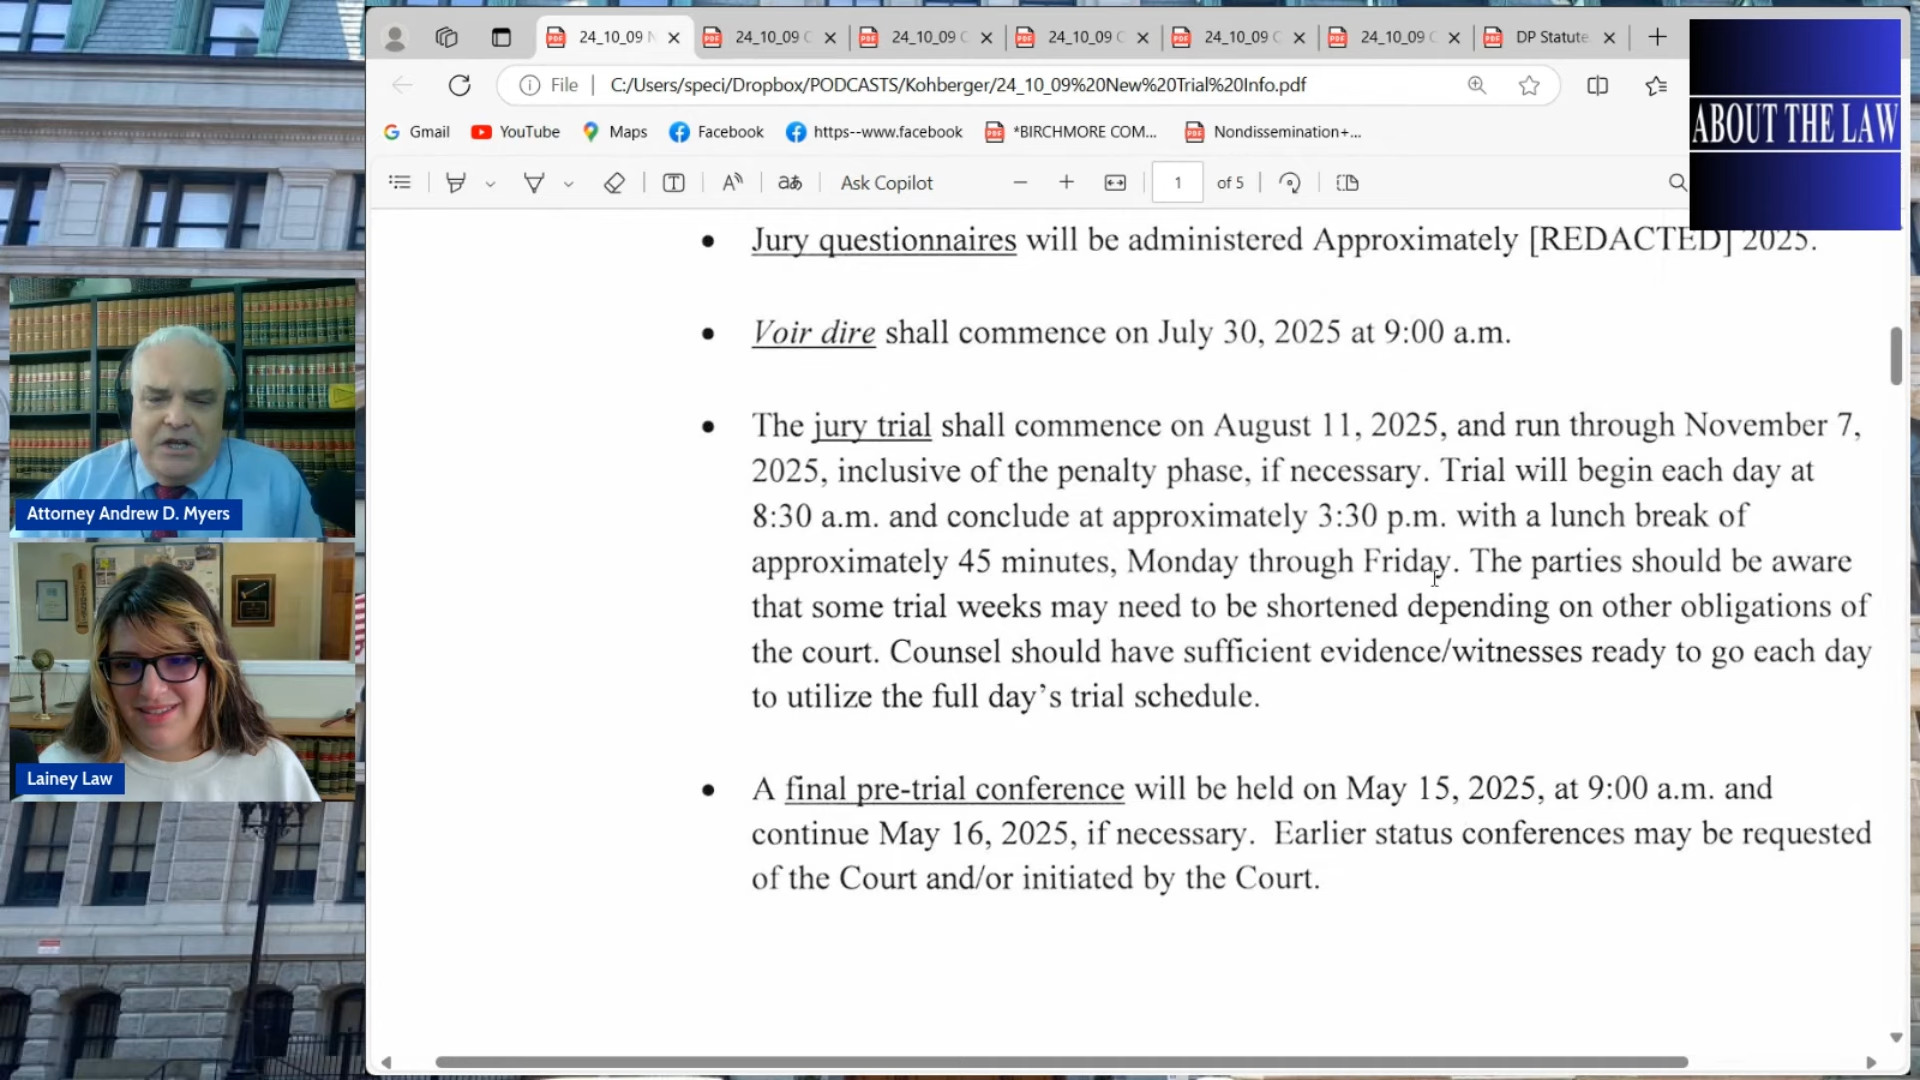 24_10_09 N
24_10_09 C
24_10_09 C
24_10_09 C
24_10_09 C
24_10_09 C
DP Statute
File
C:/Users/speci/Dropbox/PODCASTS/Kohberger/24_10_09%20New%20Trial%20Info.pdf
Gmail
YouTube
Maps
Facebook
https--www.facebook
*BIRCHMORE COM...
Nondissemination+...
Ask Copilot
1
of 5
ABOUT THE LAW
• Jury questionnaires will be administered Approximately [REDACTED] 2025.
• Voir dire shall commence on July 30, 2025 at 9:00 a.m.
• The jury trial shall commence on August 11, 2025, and run through November 7,
2025, inclusive of the penalty phase, if necessary. Trial will begin each day at
8:30 a.m. and conclude at approximately 3:30 p.m. with a lunch break of
approximately 45 minutes, Monday through Friday. The parties should be aware
that some trial weeks may need to be shortened depending on other obligations of
the court. Counsel should have sufficient evidence/witnesses ready to go each day
to utilize the full day’s trial schedule.
• A final pre-trial conference will be held on May 15, 2025, at 9:00 a.m. and
continue May 16, 2025, if necessary. Earlier status conferences may be requested
of the Court and/or initiated by the Court.
Attorney Andrew D. Myers
Lainey Law